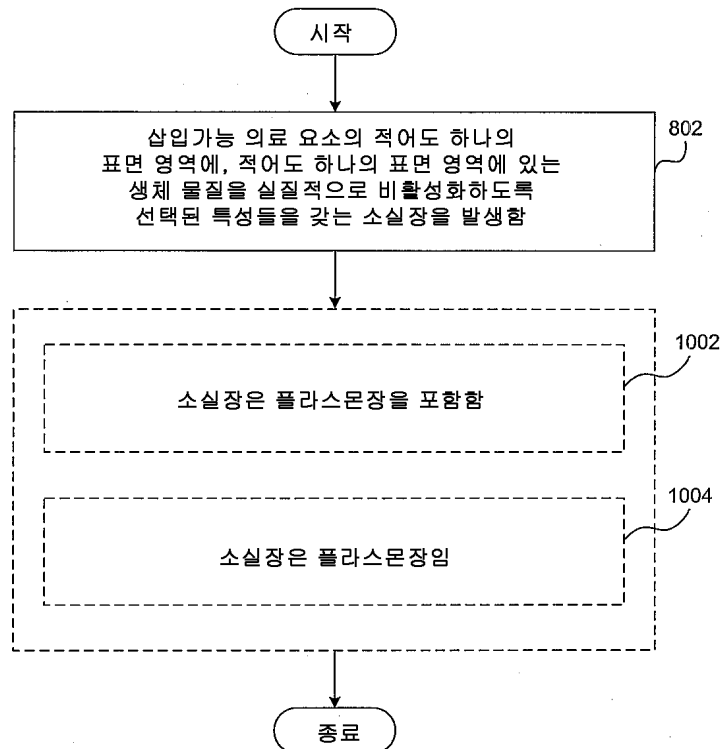 시작
삽입가능 의료 요소의 적어도 하나의
표면 영역에, 적어도 하나의 표면 영역에 있는
생체 물질을 실질적으로 비활성화하도록
선택된 특성들을 갖는 소실장을 발생함
802
소실장은 플라스몬장을 포함함
1002
소실장은 플라스몬장임
1004
종료